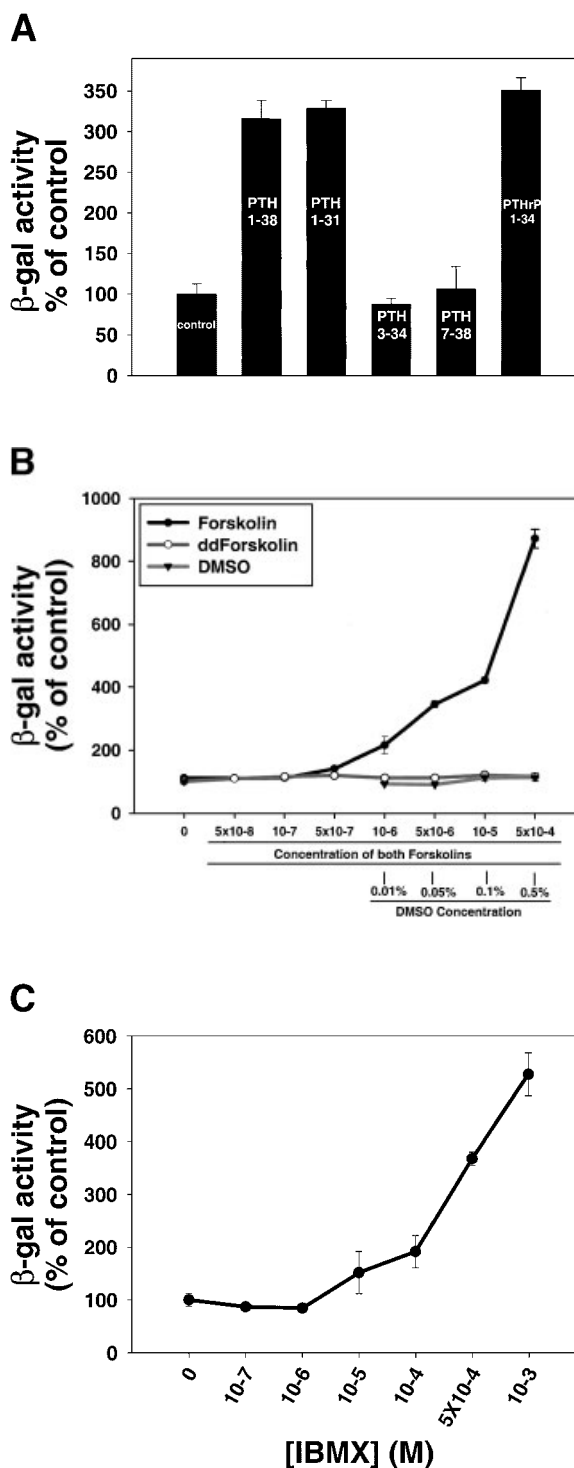 A
β-gal activity
% of control
350
300
250
200
150
100
50
0
control
PTH
1-38
PTH
1-31
PTH
3-34
PTH
7-38
PTHrP
1-34
B
β-gal activity
(% of control)
1000
800
600
400
200
0
Forskolin
ddForskolin
DMSO
0 5x10-8 10-7 5x10-7 10-6 5x10-6 10-5 5x10-4
Concentration of both Forskolins
0.01% 0.05% 0.1% 0.5%
DMSO Concentration
C
β-gal activity
(% of control)
600
500
400
300
200
100
0
0 10-7 10-6 10-5 10-4 5X10-4 10-3
[IBMX] (M)